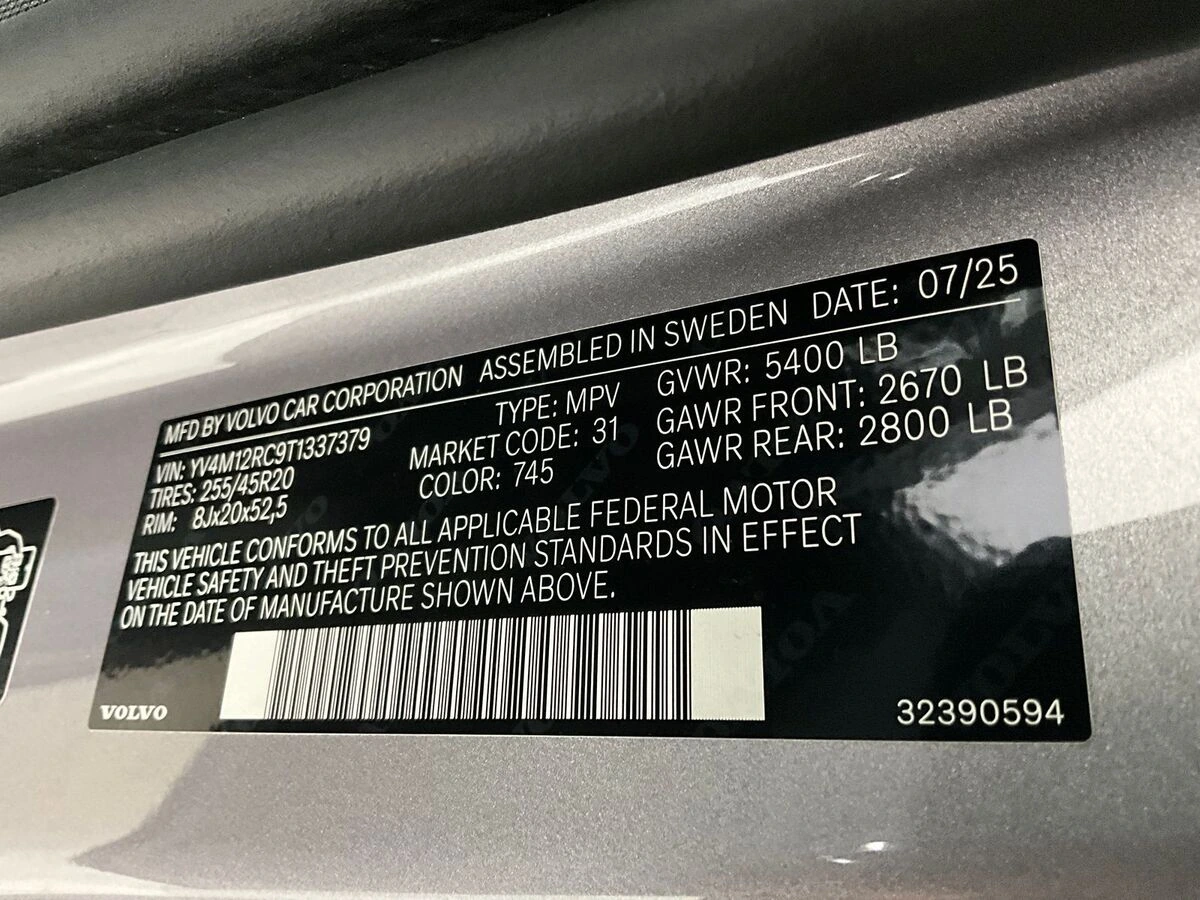 MFD BY VOLVO CAR CORPORATION ASSEMBLED IN SWEDEN DATE: 07/25
VIN: YV4M12RC9T1337379 TYPE: MPV GVWR: 5400 LB
TIRES: 255/45R20 MARKET CODE: 31 GAWR FRONT: 2670 LB
RIM: 8Jx20x52,5 COLOR: 745 GAWR REAR: 2800 LB
THIS VEHICLE CONFORMS TO ALL APPLICABLE FEDERAL MOTOR
VEHICLE SAFETY AND THEFT PREVENTION STANDARDS IN EFFECT
ON THE DATE OF MANUFACTURE SHOWN ABOVE.
VOLVO 32390594